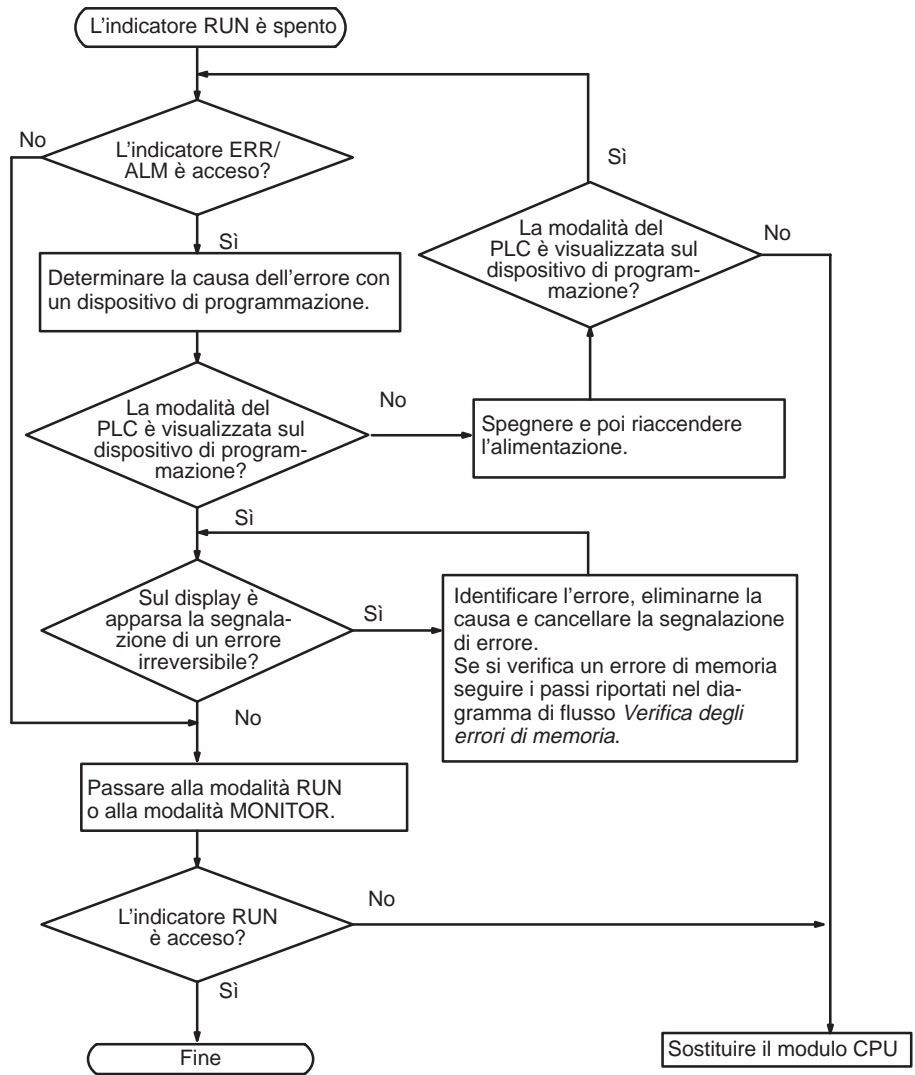 L'indicatore RUN è spento
No
L'indicatore ERR/
ALM è acceso?
Sì
Sì
La modalità del
PLC è visualizzata sul
dispositivo di program-
mazione?
No
Determinare la causa dell'errore con
un dispositivo di programmazione.
La modalità del
PLC è visualizzata sul
dispositivo di program-
mazione?
No
Spegnere e poi riaccendere
l'alimentazione.
Sì
Sul display è
apparsa la segnala-
zione di un errore
irreversibile?
Sì
Identificare l'errore, eliminarne la
causa e cancellare la segnalazione
di errore.
Se si verifica un errore di memoria
seguire i passi riportati nel dia-
gramma di flusso Verifica degli
errori di memoria.
No
Passare alla modalità RUN
o alla modalità MONITOR.
L'indicatore RUN
è acceso?
No
Sì
Fine
Sostituire il modulo CPU